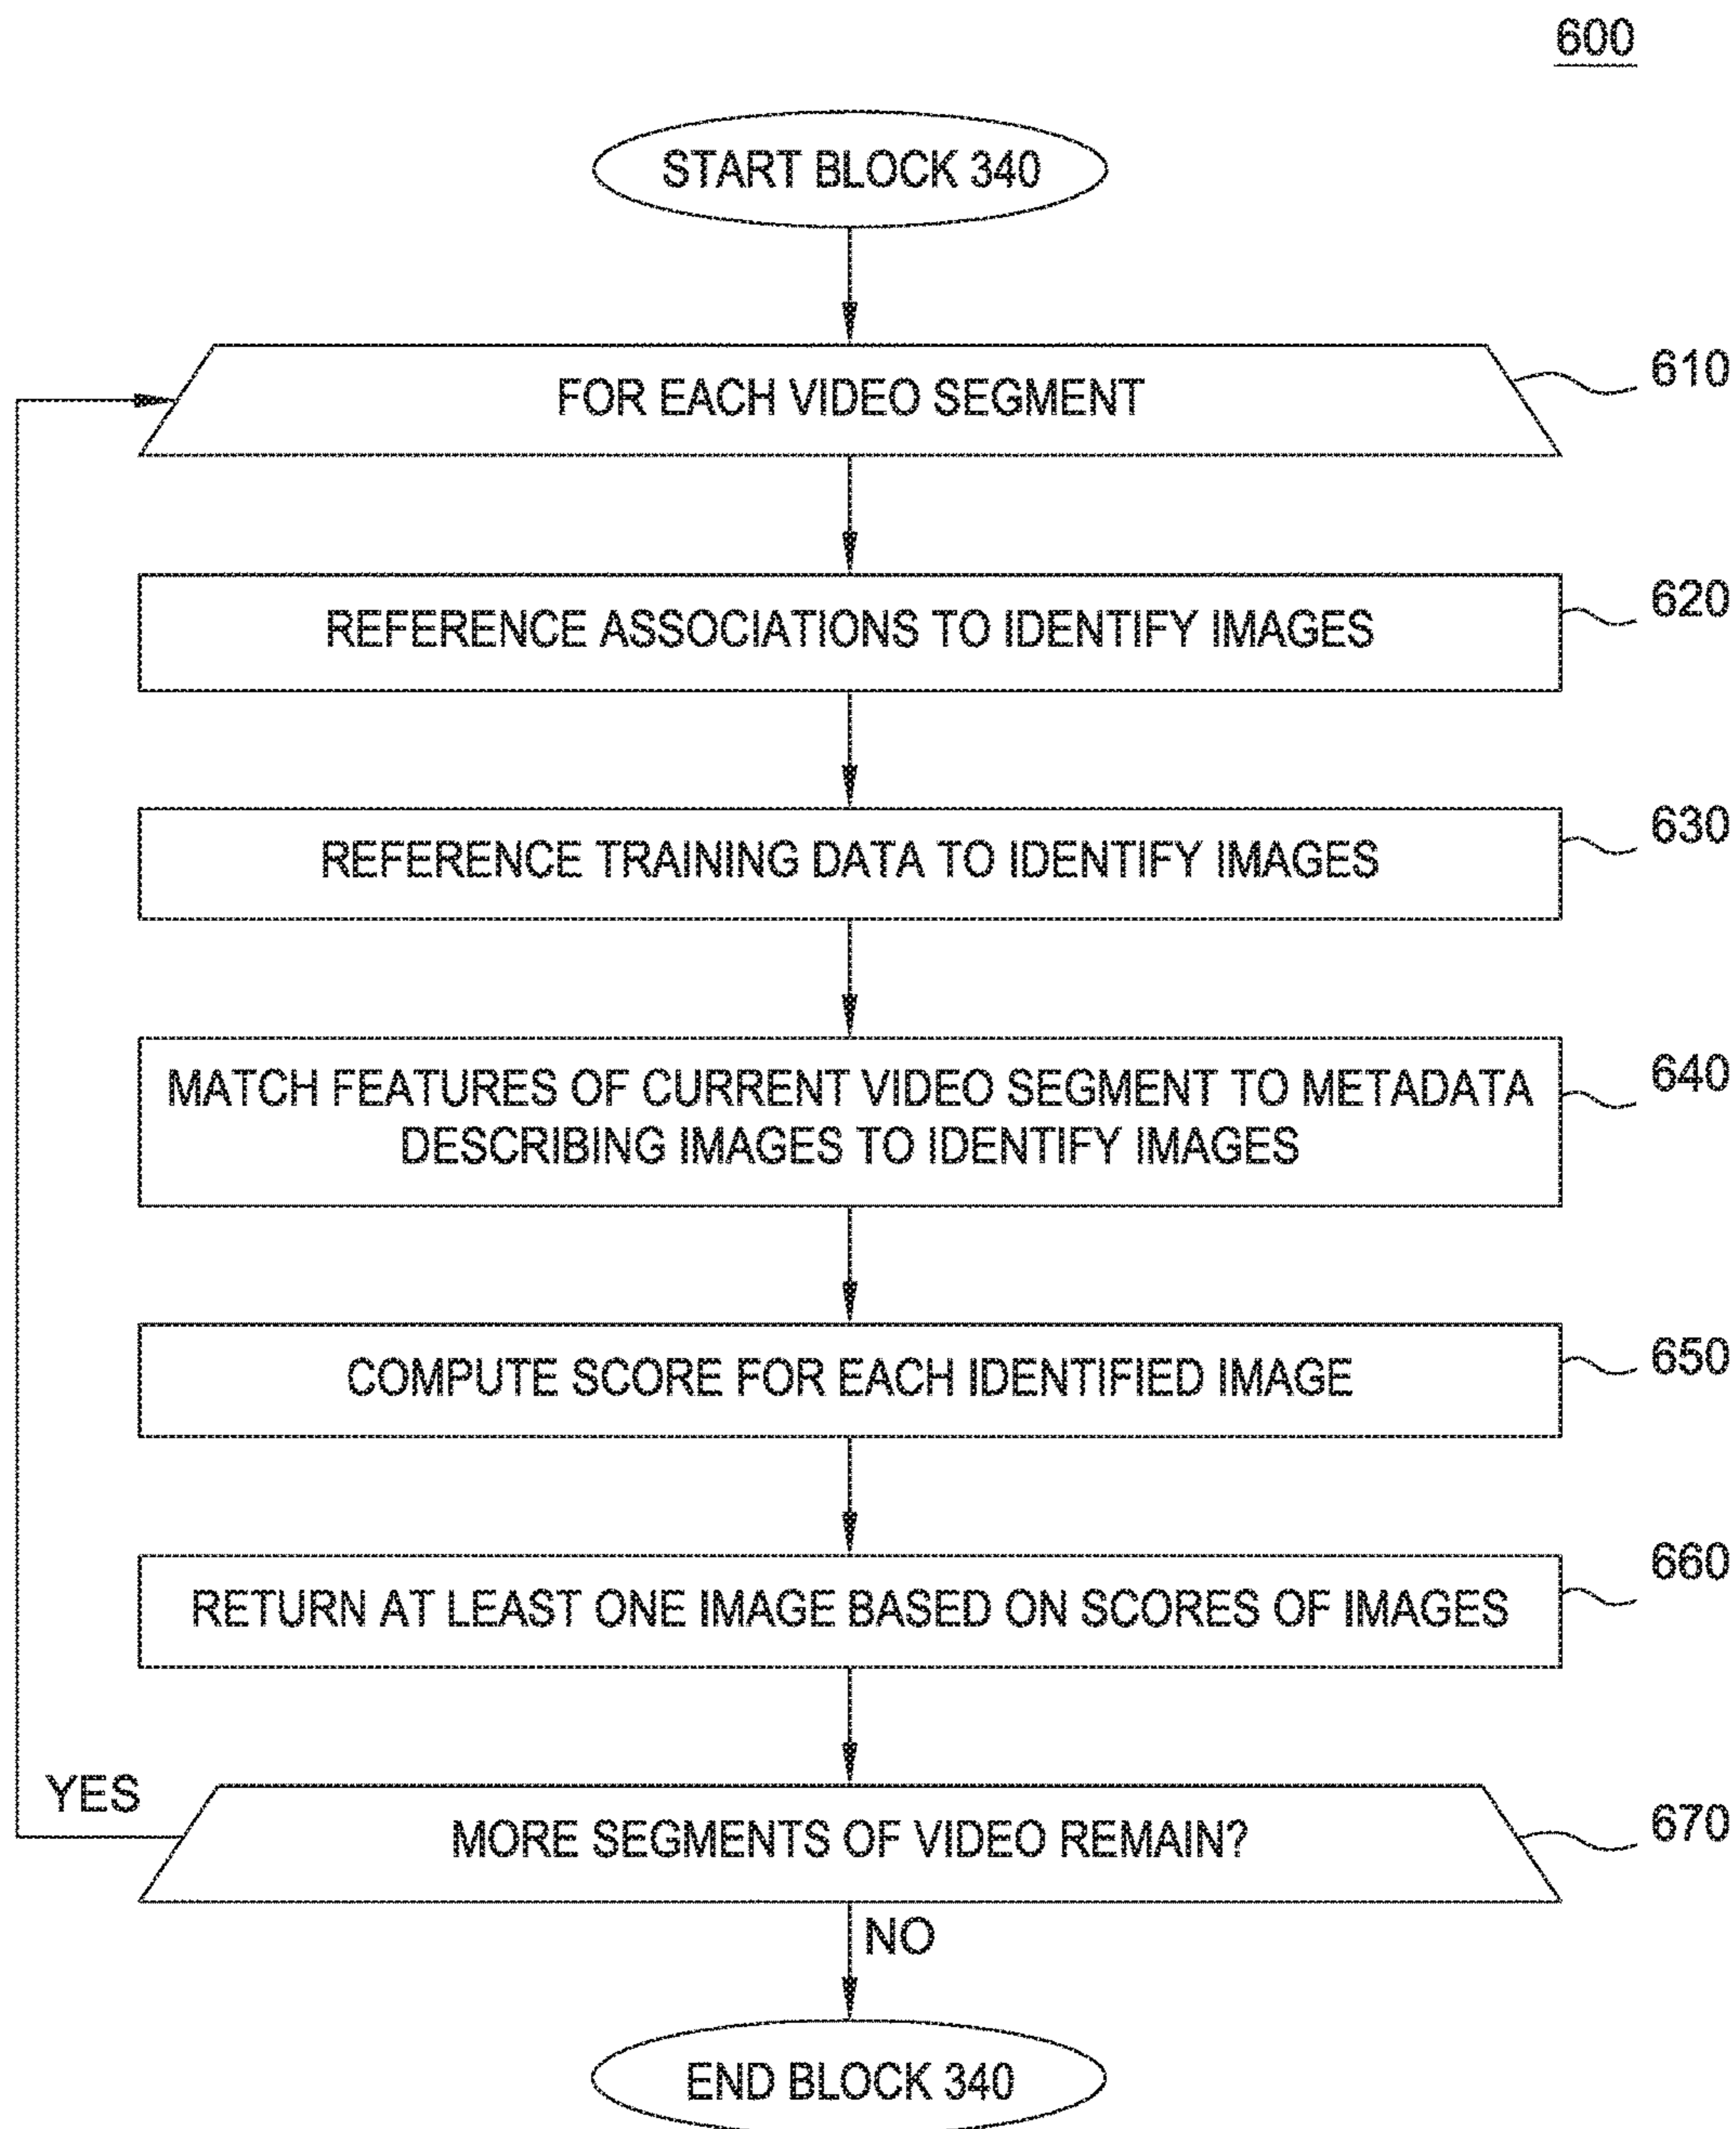 600
START BLOCK 340
FOR EACH VIDEO SEGMENT
610
REFERENCE ASSOCIATIONS TO IDENTIFY IMAGES
620
REFERENCE TRAINING DATA TO IDENTIFY IMAGES
630
MATCH FEATURES OF CURRENT VIDEO SEGMENT TO METADATA
DESCRIBING IMAGES TO IDENTIFY IMAGES
640
COMPUTE SCORE FOR EACH IDENTIFIED IMAGE
650
RETURN AT LEAST ONE IMAGE BASED ON SCORES OF IMAGES
660
YES
MORE SEGMENTS OF VIDEO REMAIN?
670
NO
END BLOCK 340